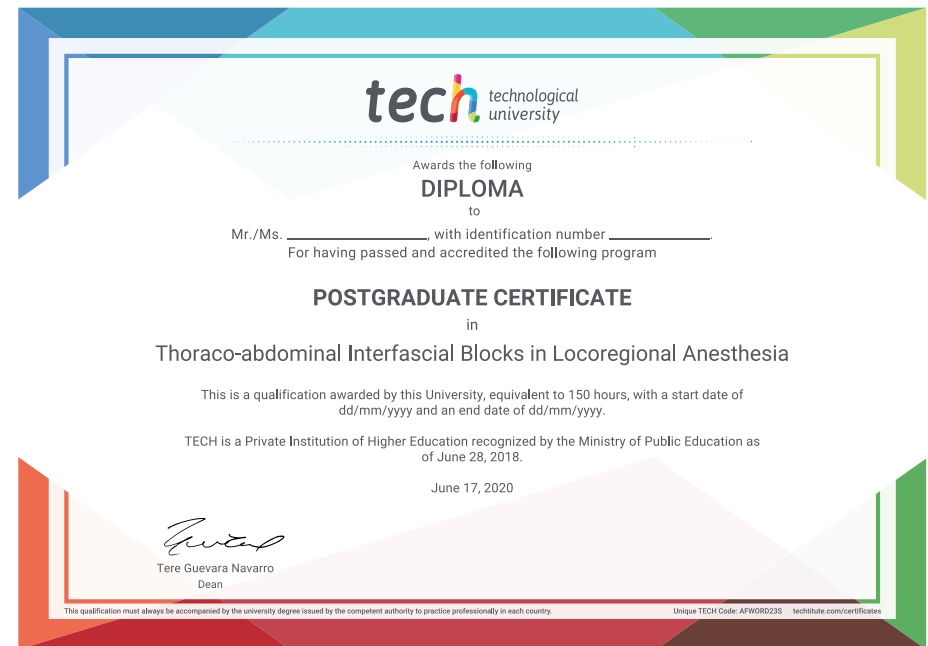 tech technological
university
Awards the following
DIPLOMA
to
Mr./Ms. ____________________, with identification number ______________.
For having passed and accredited the following program
POSTGRADUATE CERTIFICATE
in
Thoraco-abdominal Interfascial Blocks in Locoregional Anesthesia
This is a qualification awarded by this University, equivalent to 150 hours, with a start date of
dd/mm/yyyy and an end date of dd/mm/yyyy.
TECH is a Private Institution of Higher Education recognized by the Ministry of Public Education as
of June 28, 2018.
June 17, 2020
Tere Guevara Navarro
Dean
This qualification must always be accompanied by the university degree issued by the competent authority to practice professionally in each country.
Unique TECH Code: AFWORD23S techtitute.com/certificates